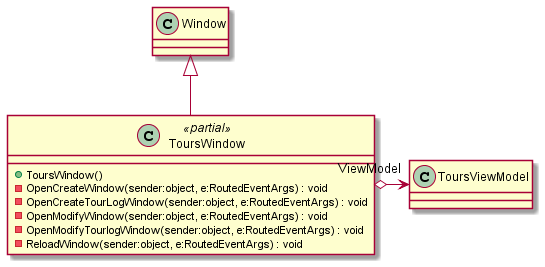 C Window
«partial»
C ToursWindow
ToursWindow()
OpenCreateWindow(sender:object, e:RoutedEventArgs) : void
OpenCreateTourLogWindow(sender:object, e:RoutedEventArgs) : void
OpenModifyWindow(sender:object, e:RoutedEventArgs) : void
OpenModifyTourlogWindow(sender:object, e:RoutedEventArgs) : void
ReloadWindow(sender:object, e:RoutedEventArgs) : void
ViewModel
C ToursViewModel